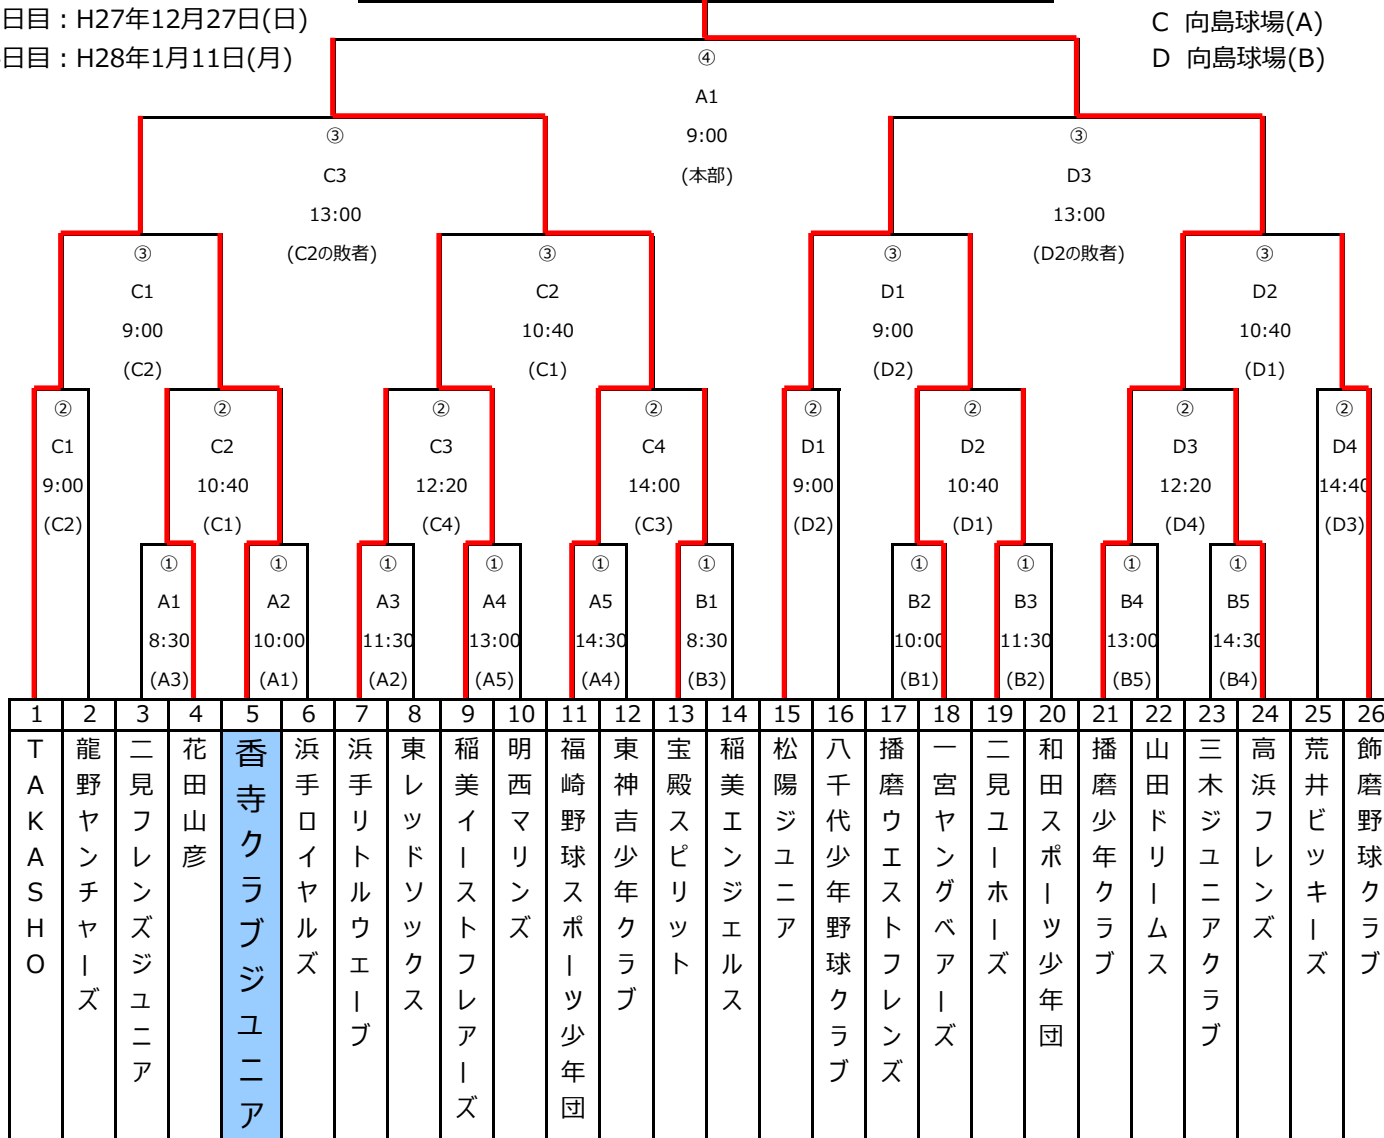 日目：H27年12月27日(日)
C 向島球場(A)
日目：H28年1月11日(月)
D 向島球場(B)
④
A1
9:00
(本部)
③
C3
13:00
(C2の敗者)
③
D3
13:00
(D2の敗者)
③
C1
9:00
(C2)
③
C2
10:40
(C1)
③
D1
9:00
(D2)
③
D2
10:40
(D1)
②
C1
9:00
(C2)
②
C2
10:40
(C1)
②
C3
12:20
(C4)
②
C4
14:00
(C3)
②
D1
9:00
(D2)
②
D2
10:40
(D1)
②
D3
12:20
(D4)
②
D4
14:40
(D3)
①
A1
8:30
(A3)
①
A2
10:00
(A1)
①
A3
11:30
(A2)
①
A4
13:00
(A5)
①
A5
14:30
(A4)
①
B1
8:30
(B3)
①
B2
10:00
(B1)
①
B3
11:30
(B2)
①
B4
13:00
(B5)
①
B5
14:30
(B4)
1 2 3 4 5 6 7 8 9 10 11 12 13 14 15 16 17 18 19 20 21 22 23 24 25 26
TAKASHO
龍野ヤンチャーズ
二見フレンズジュニア
花田山彦
香寺クラブジュニア
浜手ロイヤルズ
浜手リトルウェーブ
東レッドソックス
稲美イーストフレアーズ
明西マリンズ
福崎野球スポーツ少年団
東神吉少年クラブ
宝殿スピリット
稲美エンジェルス
松陽ジュニア
八千代少年野球クラブ
播磨ウエストフレンズ
一宮ヤングベアーズ
二見ユーホーズ
和田スポーツ少年団
播磨少年クラブ
山田ドリームス
三木ジュニアクラブ
高浜フレンズ
荒井ビッキーズ
飾磨野球クラブ